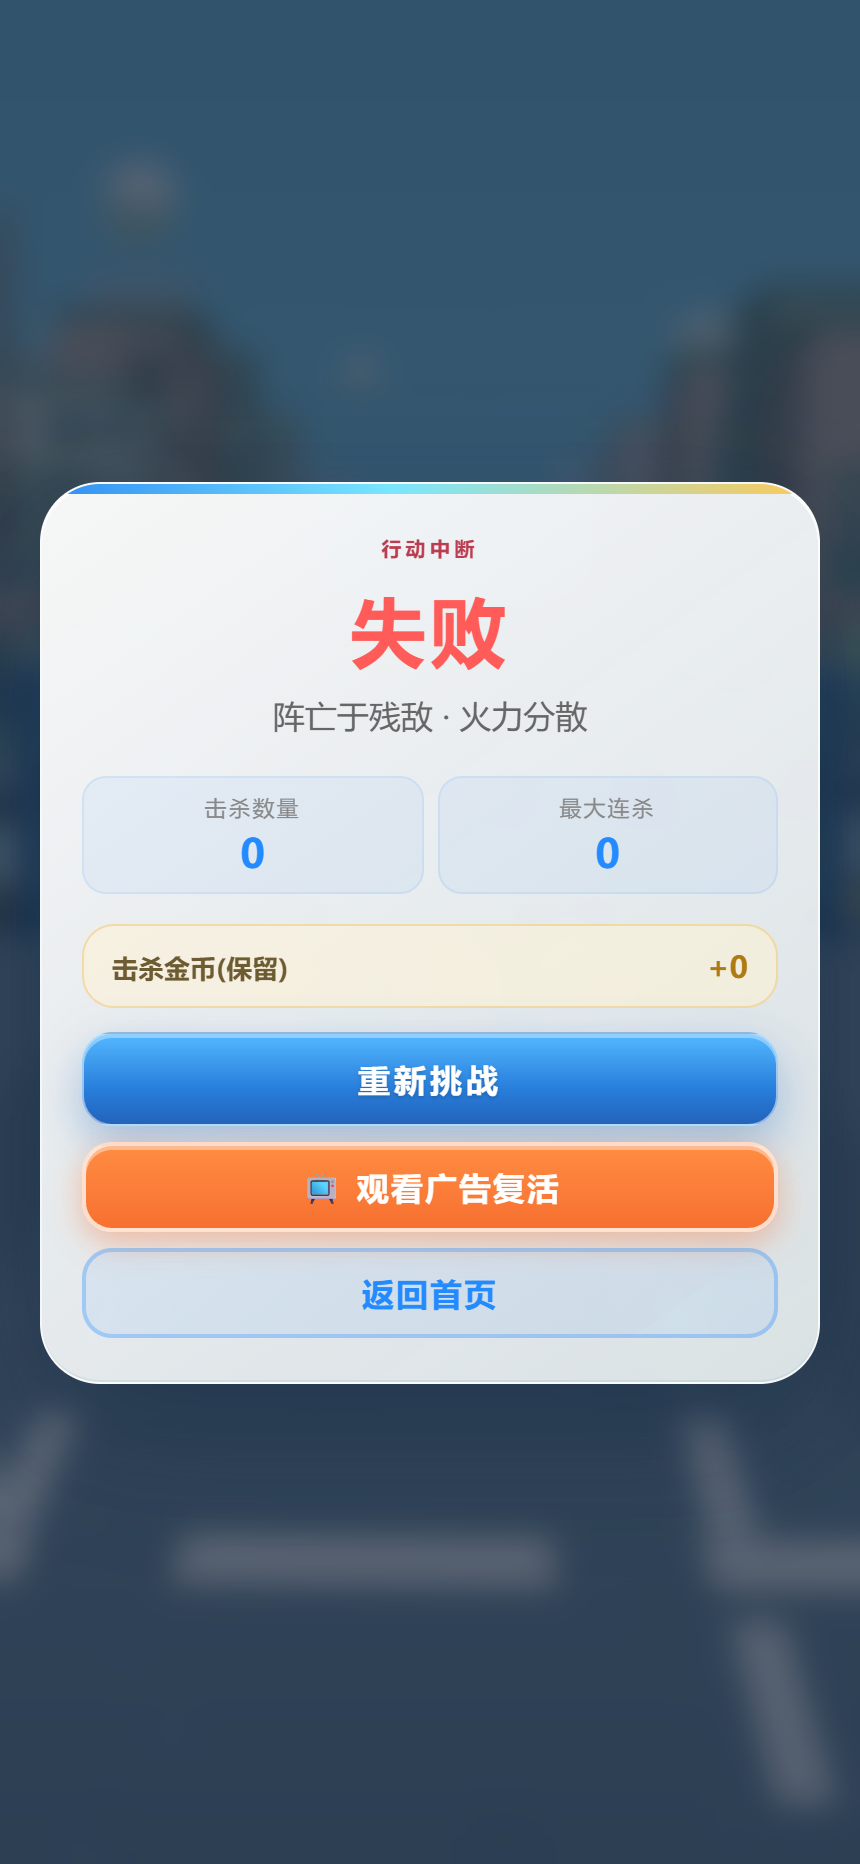 行动中断
失败
阵亡于残敌 · 火力分散
击杀数量
0
最大连杀
0
击杀金币(保留)
+0
重新挑战
观看广告复活
返回首页